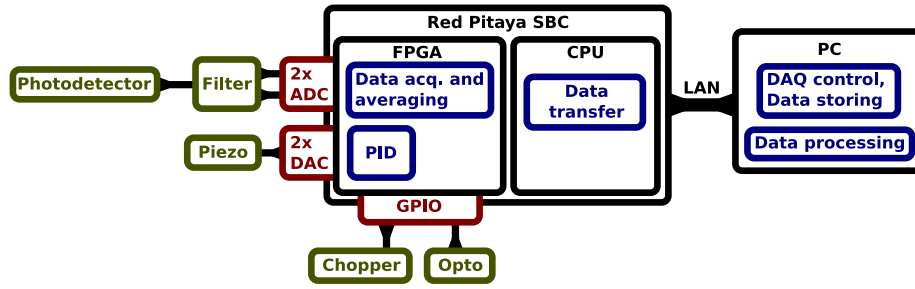 Red Pitaya SBC
FPGA
CPU
PC
Photodetector
Filter
2x
ADC
Data acq. and
averaging
Data
transfer
LAN
DAQ control,
Data storing
Piezo
2x
DAC
PID
Data processing
GPIO
Chopper
Opto